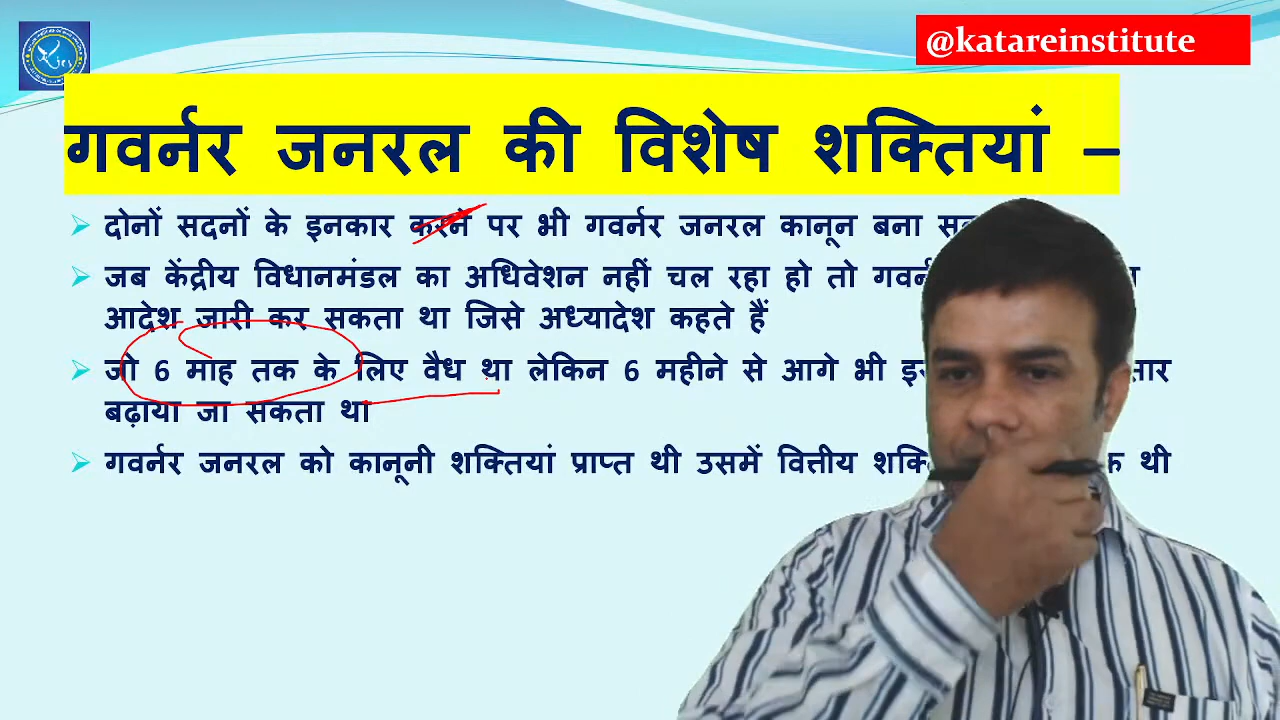 @katareinstitute
गवर्नर जनरल की विशेष शक्तियां –
दोनों सदनों के इनकार करने पर भी गवर्नर जनरल कानून बना
जब केंद्रीय विधानमंडल का अधिवेशन नहीं चल रहा हो तो
आदेश जारी कर सकता था जिसे अध्यादेश कहते हैं
जो 6 माह तक के लिए वैध था लेकिन 6 महीने से आगे भी
बढ़ाया जा सकता था
गवर्नर जनरल को कानूनी शक्तियां प्राप्त थी उसमें वित्तीय थी